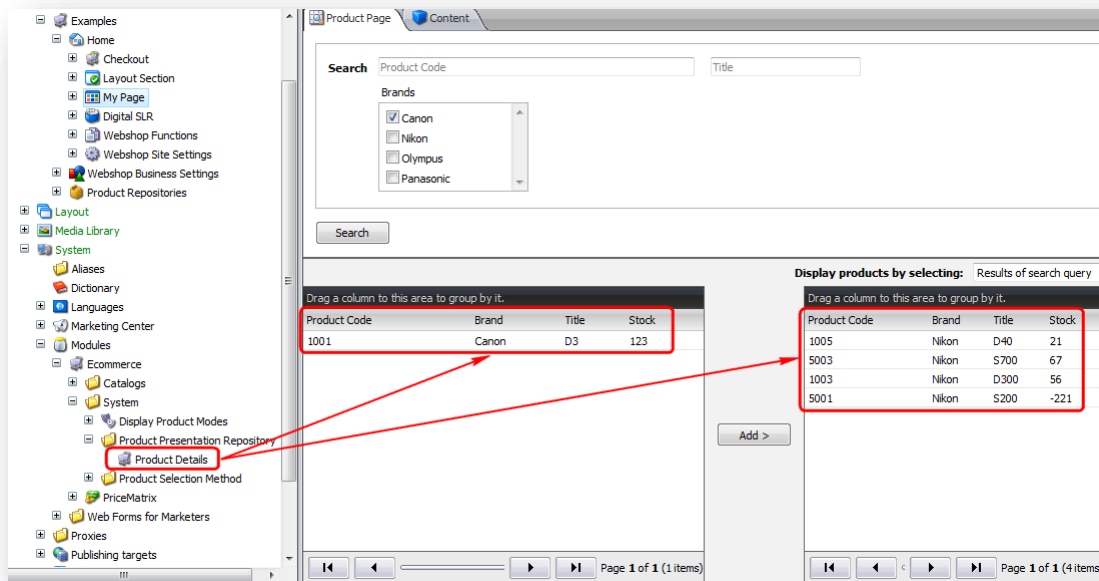 Examples
Home
Checkout
Layout Section
My Page
Digital SLR
Webshop Functions
Webshop Site Settings
Webshop Business Settings
Product Repositories
Layout
Media Library
System
Aliases
Dictionary
Languages
Marketing Center
Modules
Ecommerce
Catalogs
System
Display Product Modes
Product Presentation Repository
Product Details
Product Selection Method
PriceMatrix
Web Forms for Marketers
Proxies
Publishing targets
Product Page Content
Search Product Code Title
Brands
Canon
Nikon
Olympus
Panasonic
Search
Display products by selecting: Results of search query
Drag a column to this area to group by it.
Product Code Brand Title Stock
1001 Canon D3 123
Add >
Drag a column to this area to group by it.
Product Code Brand Title Stock
1005 Nikon D40 21
5003 Nikon S700 67
1003 Nikon D300 56
5001 Nikon S200 -221
Page 1 of 1 (1 items)
Page 1 of 1 (4 items